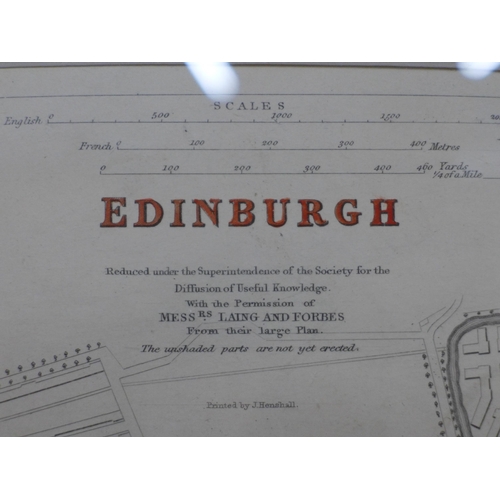 SCALES
English 0 500 1000 1500
French 0 100 200 300 400 Metres
0 100 200 300 400 460 Yards
¼ of a Mile
EDINBURGH
Reduced under the Superintendence of the Society for the
Diffusion of Useful Knowledge.
With the Permission of
MESSRS LAING AND FORBES
From their large Plan.
The unshaded parts are not yet erected.
Printed by J. Henshall.